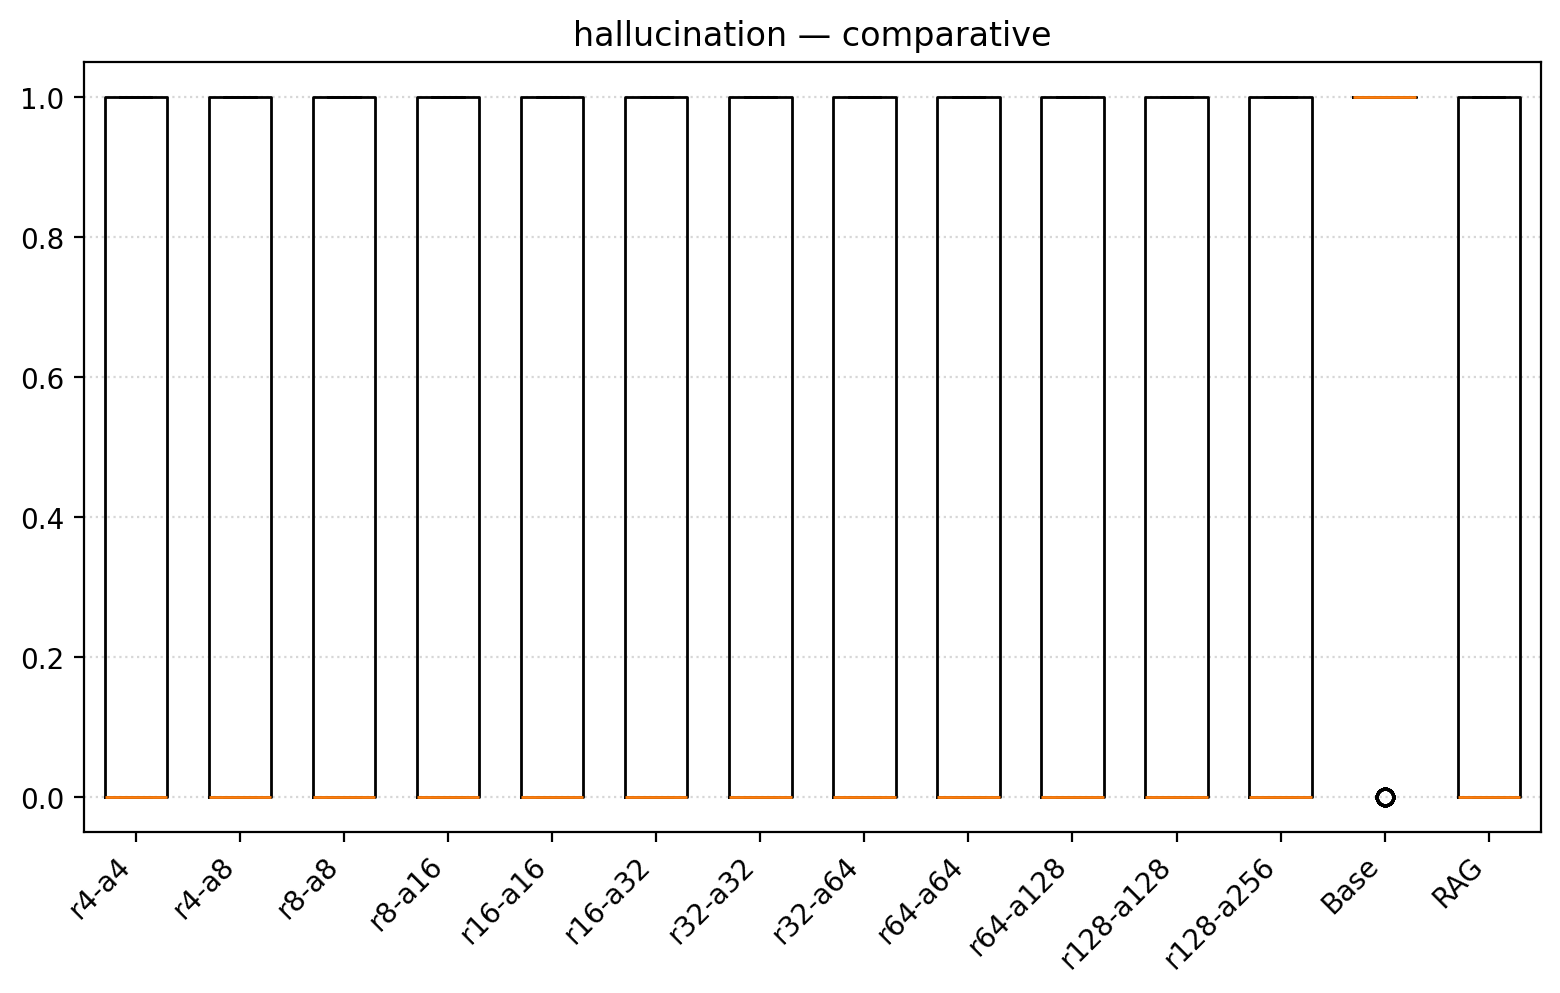 hallucination — comparative
1.0
0.8
0.6
0.4
0.2
0.0
r4-a4
r4-a8
r8-a8
r8-a16
r16-a16
r16-a32
r32-a32
r32-a64
r64-a64
r64-a128
r128-a128
r128-a256
Base
RAG